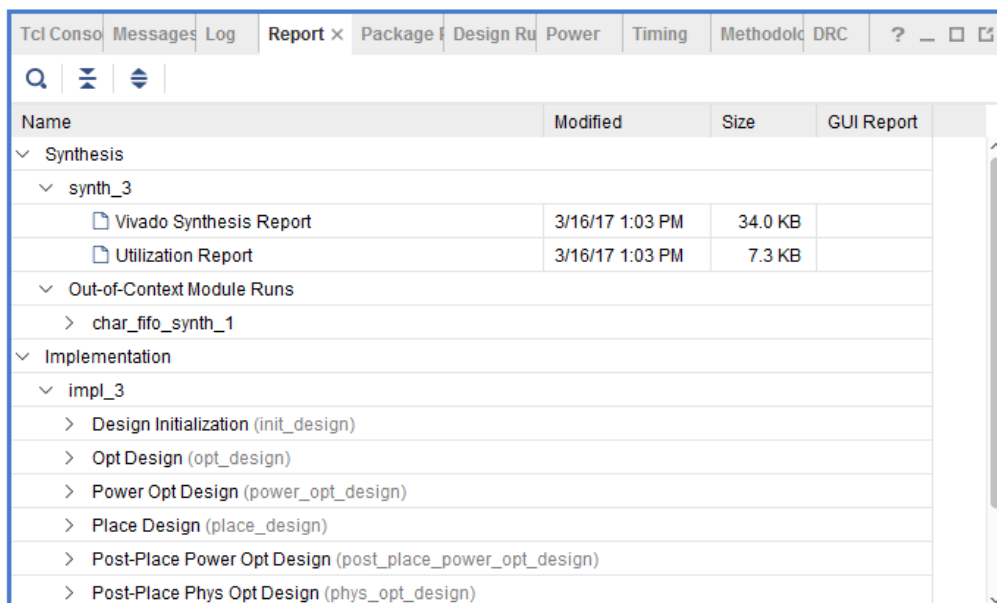 Tcl Conso Messages Log Report × Package Design Ru Power Timing Methodolo DRC ?
Name Modified Size GUI Report
Synthesis
synth_3
Vivado Synthesis Report 3/16/17 1:03 PM 34.0 KB
Utilization Report 3/16/17 1:03 PM 7.3 KB
Out-of-Context Module Runs
char_fifo_synth_1
Implementation
impl_3
Design Initialization (init_design)
Opt Design (opt_design)
Power Opt Design (power_opt_design)
Place Design (place_design)
Post-Place Power Opt Design (post_place_power_opt_design)
Post-Place Phys Opt Design (phys_opt_design)